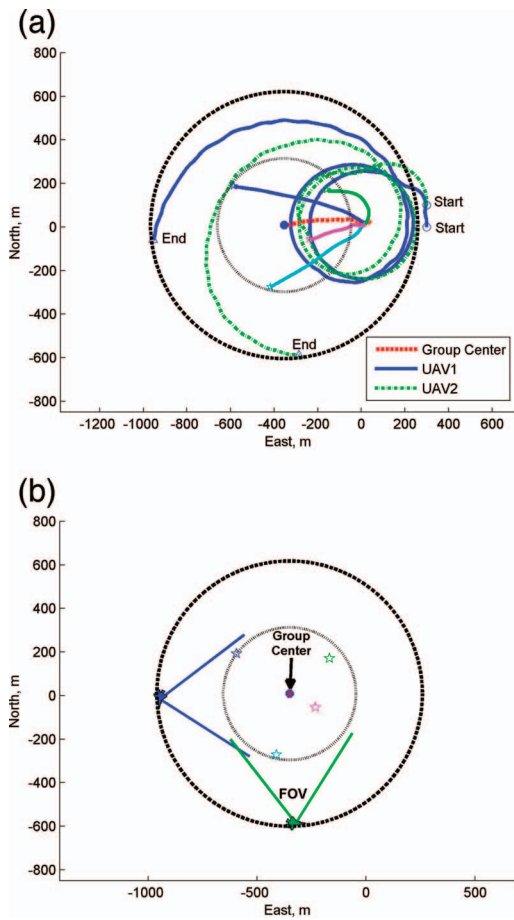 (a)
800
600
400
200
0
-200
-400
-600
-800
North, m
Start
Start
End
End
Group Center
UAV1
UAV2
-1200 -1000 -800 -600 -400 -200 0 200 400 600
East, m
(b)
800
600
400
200
0
-200
-400
-600
-800
North, m
Group
Center
FOV
-1000 -500 0 500
East, m